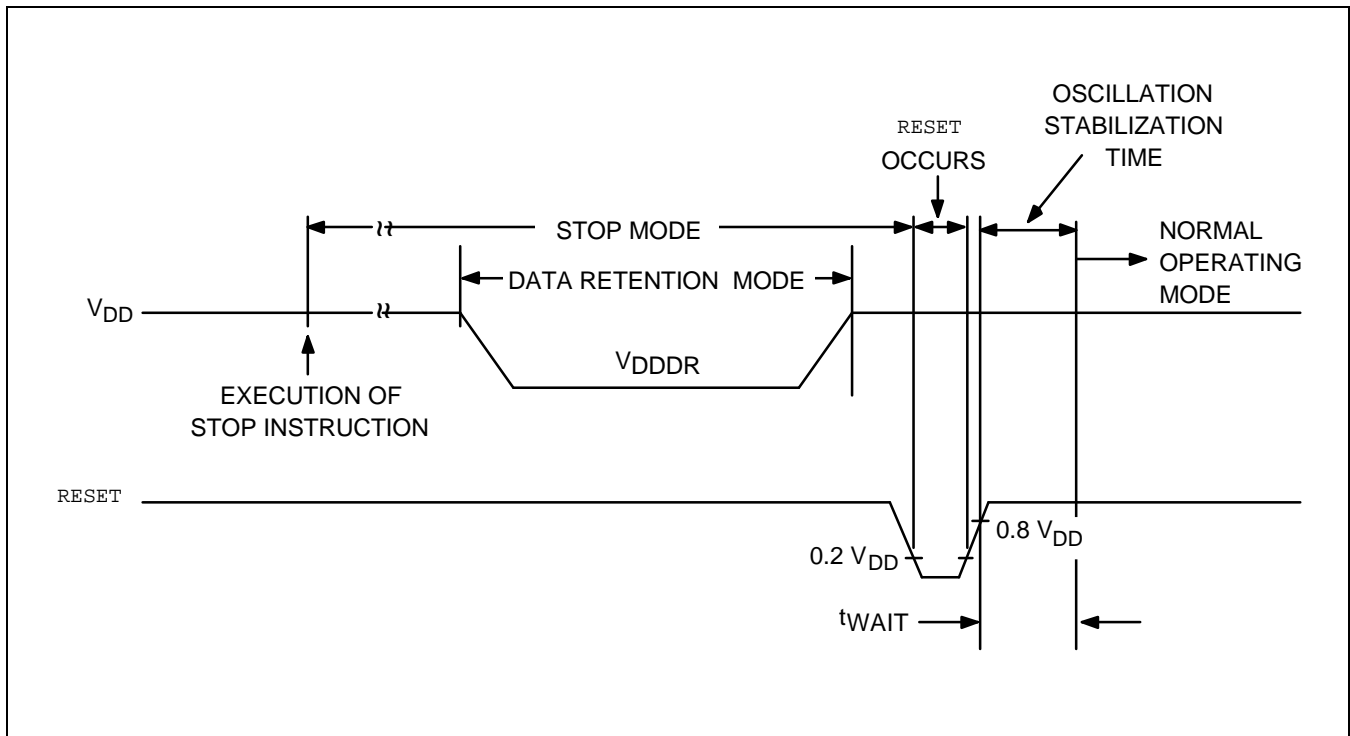 OSCILLATION
STABILIZATION
TIME
RESET
OCCURS
STOP MODE
NORMAL
OPERATING
MODE
DATA RETENTION MODE
VDD
VDDDR
EXECUTION OF
STOP INSTRUCTION
RESET
0.8 VDD
0.2 VDD
tWAIT